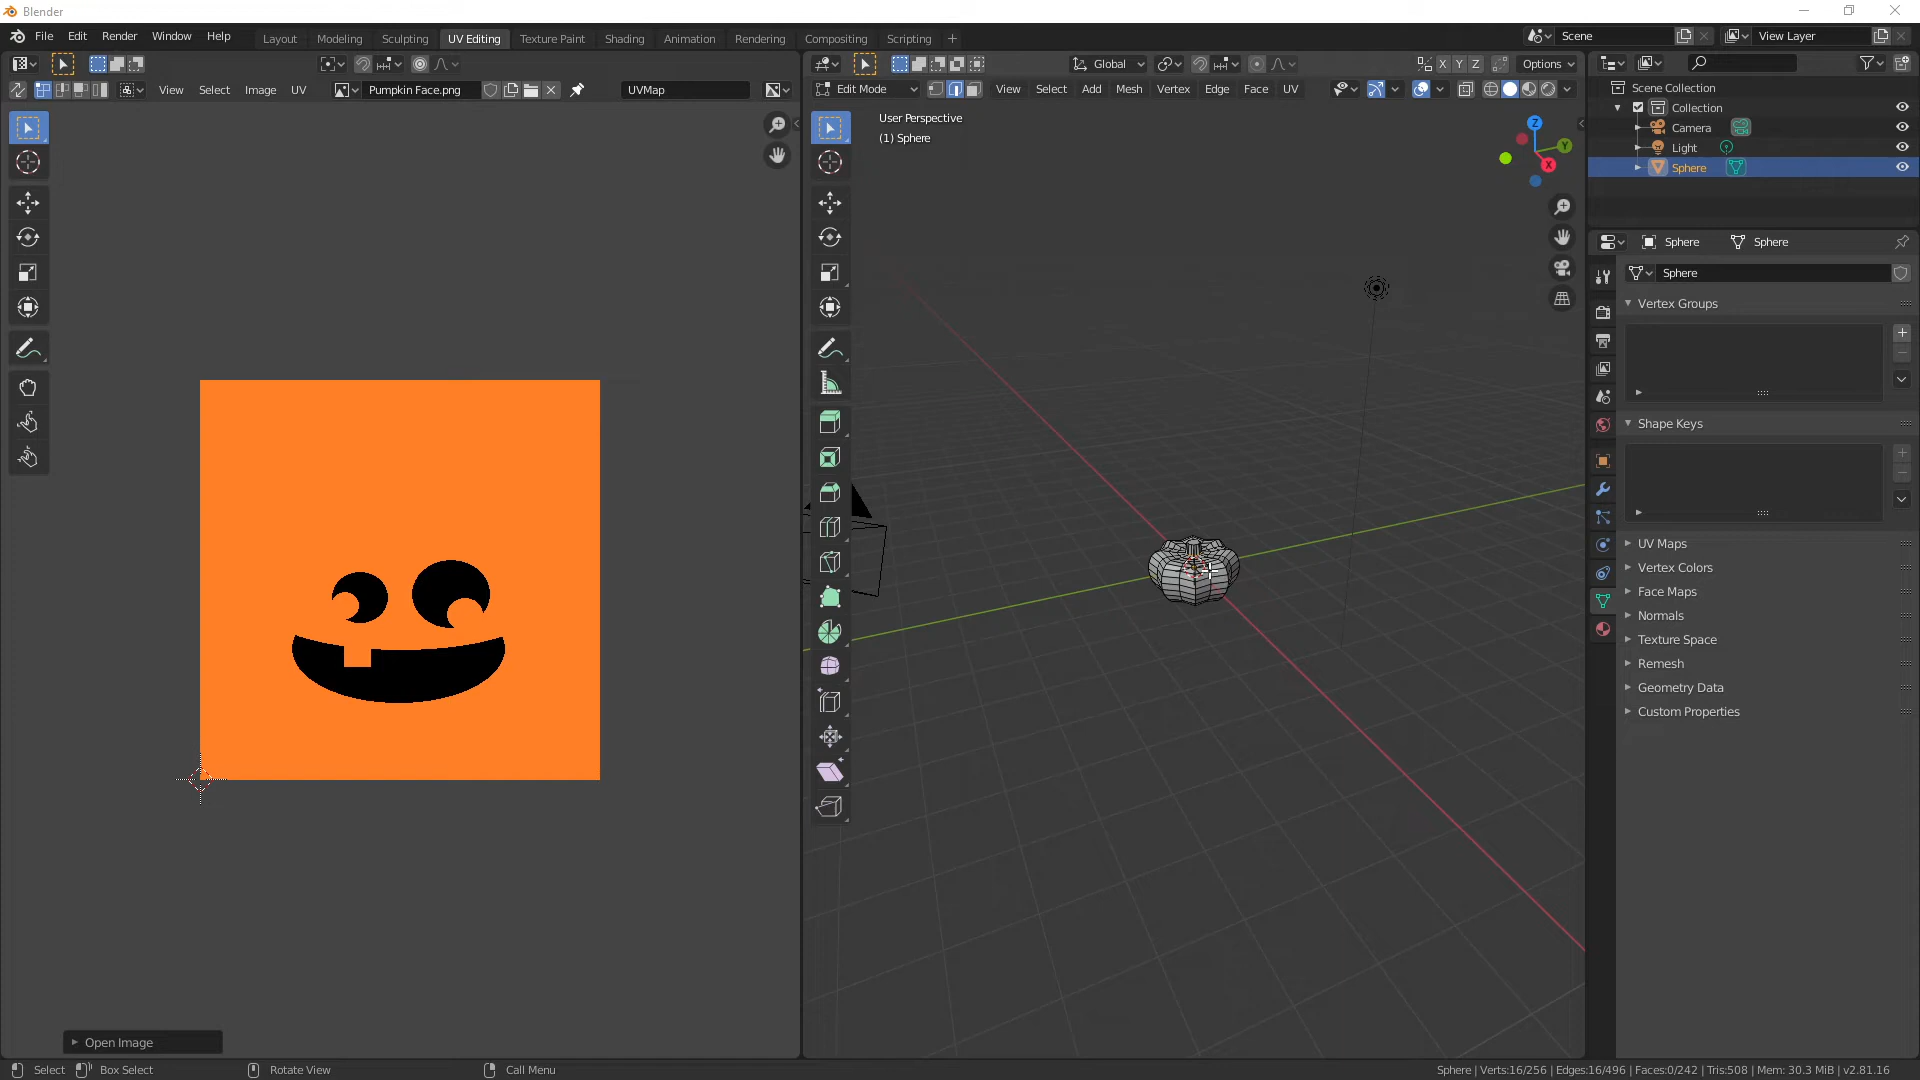 Blender
File Edit Render Window Help
Layout Modeling Sculpting UV Editing Texture Paint Shading Animation Rendering Compositing Scripting +
Scene
View Layer
Global
X Y Z
Options
View Select Image UV
Pumpkin Face.png
UVMap
Edit Mode
View Select Add Mesh Vertex Edge Face UV
User Perspective
(1) Sphere
Z
Y
X
Scene Collection
Collection
Camera
Light
Sphere
Sphere Sphere
Sphere
Vertex Groups
Shape Keys
UV Maps
Vertex Colors
Face Maps
Normals
Texture Space
Remesh
Geometry Data
Custom Properties
Open Image
Select Box Select Rotate View Call Menu
Sphere | Verts:16/256 | Edges:16/496 | Faces:0/242 | Tris:508 | Mem: 30.3 MiB | v2.81.16